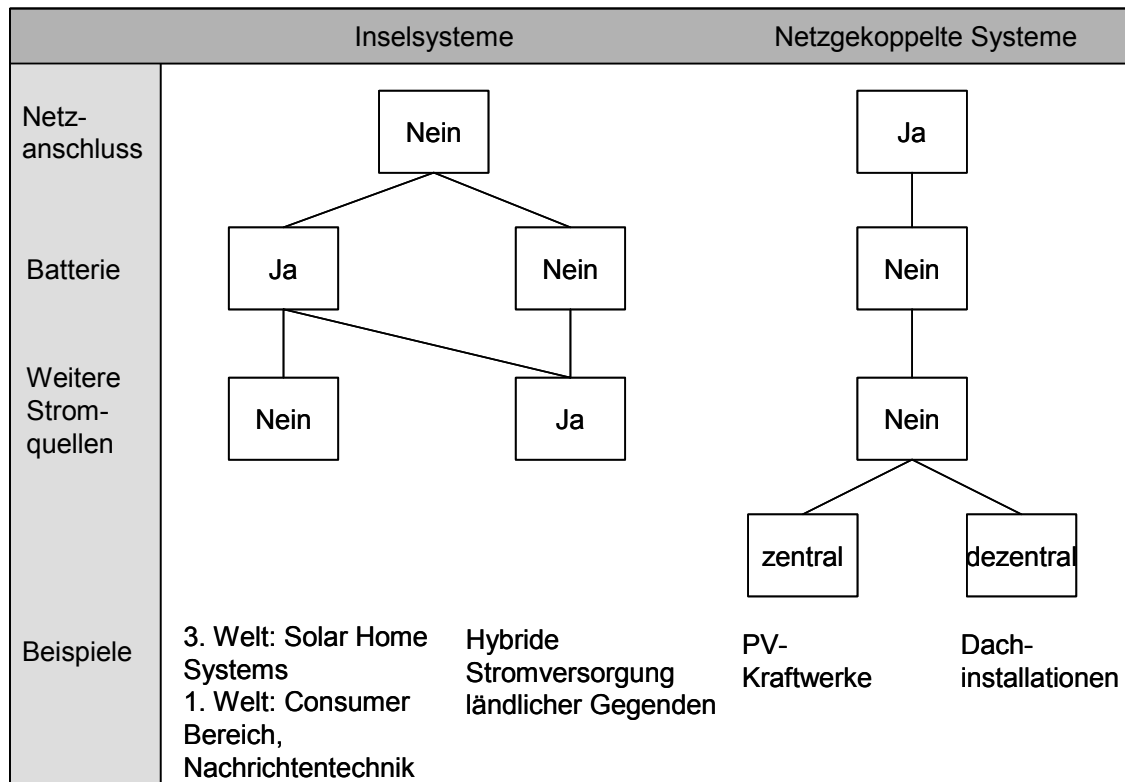 Inselsysteme
Netzgekoppelte Systeme
Netz-
anschluss
Nein
Ja
Batterie
Ja
Nein
Nein
Weitere
Strom-
quellen
Nein
Ja
Nein
zentral
dezentral
Beispiele
3. Welt: Solar Home
Systems
1. Welt: Consumer
Bereich,
Nachrichtentechnik
Hybride
Stromversorgung
ländlicher Gegenden
PV-
Kraftwerke
Dach-
installationen